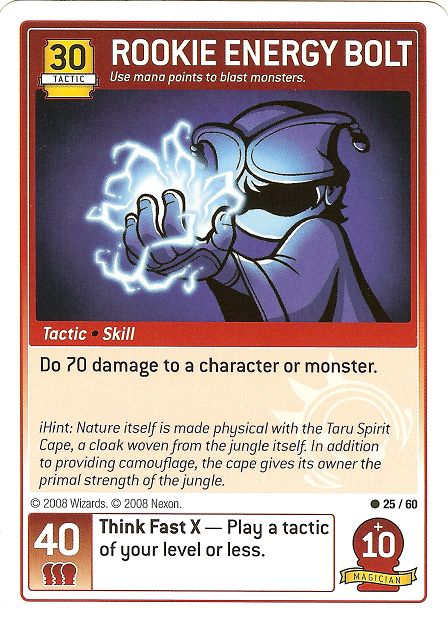 30
TACTIC
ROOKIE ENERGY BOLT
Use mana points to blast monsters.
Tactic • Skill
Do 70 damage to a character or monster.
iHint: Nature itself is made physical with the Taru Spirit
Cape, a cloak woven from the jungle itself. In addition
to providing camouflage, the cape gives its owner the
primal strength of the jungle.
© 2008 Wizards. © 2008 Nexon.
● 25 / 60
40
Think Fast X — Play a tactic
of your level or less.
+
10
MAGICIAN